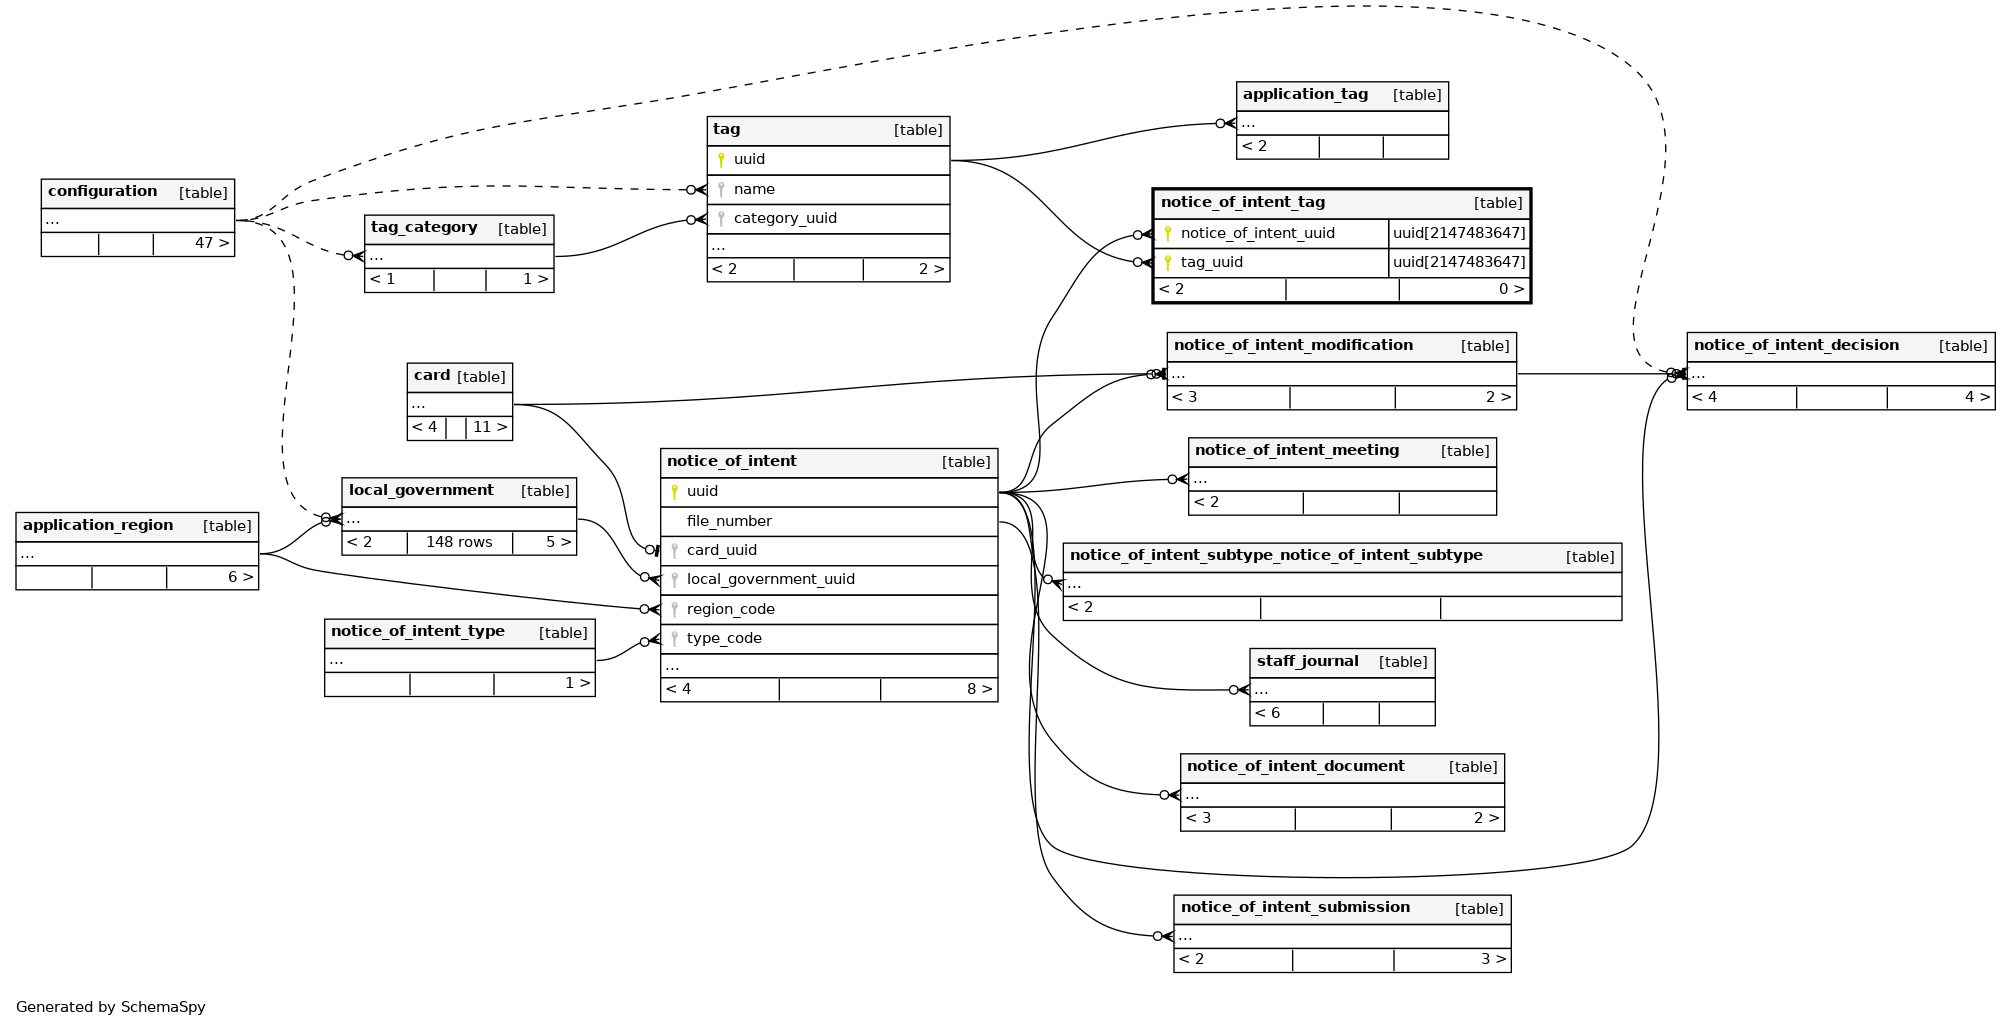 application_tag [table]
...
< 2
tag [table]
uuid
name
category_uuid
...
< 2 2 >
configuration [table]
...
47 >
tag_category [table]
...
< 1 1 >
notice_of_intent_tag [table]
notice_of_intent_uuid uuid[2147483647]
tag_uuid uuid[2147483647]
< 2 0 >
notice_of_intent_modification [table]
...
< 3 2 >
notice_of_intent_decision [table]
...
< 4 4 >
card [table]
...
< 4 11 >
notice_of_intent_meeting [table]
...
< 2
notice_of_intent [table]
uuid
file_number
card_uuid
local_government_uuid
region_code
type_code
...
< 4 8 >
local_government [table]
...
< 2 148 rows 5 >
application_region [table]
...
6 >
notice_of_intent_type [table]
...
1 >
notice_of_intent_subtype_notice_of_intent_subtype [table]
...
< 2
staff_journal [table]
...
< 6
notice_of_intent_document [table]
...
< 3 2 >
notice_of_intent_submission [table]
...
< 2 3 >
Generated by SchemaSpy